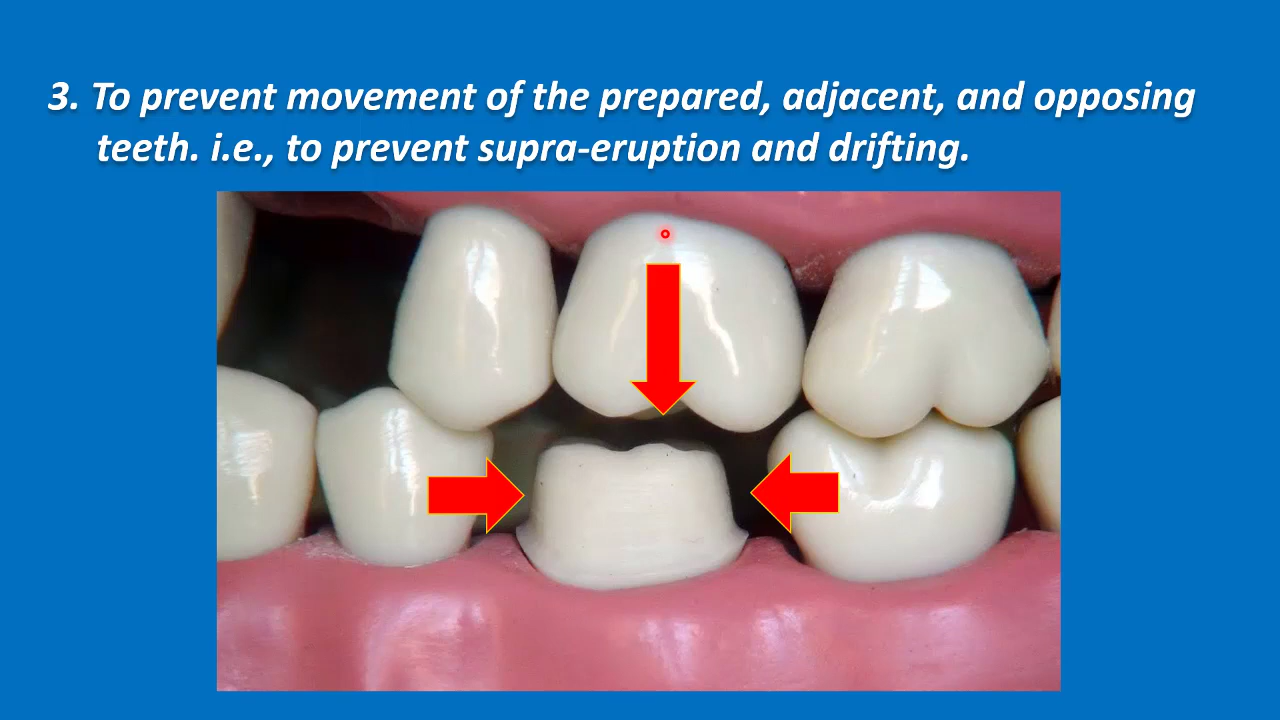 3. To prevent movement of the prepared, adjacent, and opposing
teeth. i.e., to prevent supra-eruption and drifting.